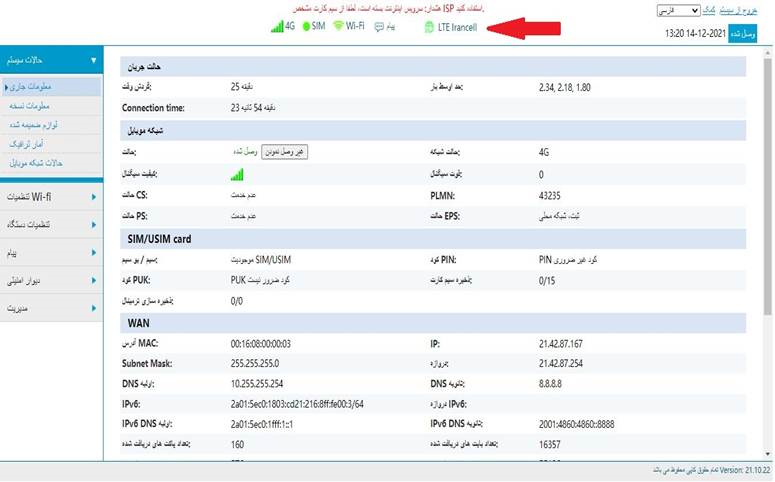 هشدار: سرویس اینترنت بسته است، لطفا از سیم کارت مشخص ISP استفاده کنید.
4G SIM Wi-Fi پیام LTE Irancell
فارسی کمک خروج از سیستم
13:20 14-12-2021 وصل شده
حالات سیستم
معلومات جاری
معلومات نسخه
لوازم ضمیمه شده
آمار ترافیک
حالات شبکه موبایل
تنظیمات Wi-fi
تنظیمات دستگاه
پیام
دیوار امنیتی
مدیریت
حالت جریان
گردش وقت: 25 دقیقه حد اوسط بار: 2.34, 2.18, 1.80
Connection time: 23 دقیقه 54 ثانیه
شبکه موبایل
حالت: وصل شده غیر وصل نمودن حالت شبکه: 4G
کیفیت سیگنال: قوت سیگنال: 0
حالت CS: عدم خدمت PLMN: 43235
حالت PS: عدم خدمت حالت EPS: ثبت، شبکه محلی
SIM/USIM card
سیم / یو سیم: موجودیت SIM/USIM کود PIN: کود غیر ضروری PIN
کود PUK: کود ضرور نیست PUK ذخیره سیم کارت: 0/15
ذخیره سازی ترمینال: 0/0
WAN
آدرس MAC: 00:16:08:00:00:03 IP: 21.42.87.167
Subnet Mask: 255.255.255.0 دروازه: 21.42.87.254
اولیه DNS: 10.255.255.254 ثانویه DNS: 8.8.8.8
IPv6: 2a01:5ec0:1803:cd21:216:8ff:fe00:3/64 دروازه IPv6:
اولیه IPv6 DNS: 2a01:5ec0:1fff:1::1 ثانویه IPv6 DNS: 2001:4860:4860::8888
تعداد پاکت های دریافت شده: 160 تعداد بایت های دریافت شده: 16357
تمام حقوق کاپی محفوظ می باشد Version: 21.10.22